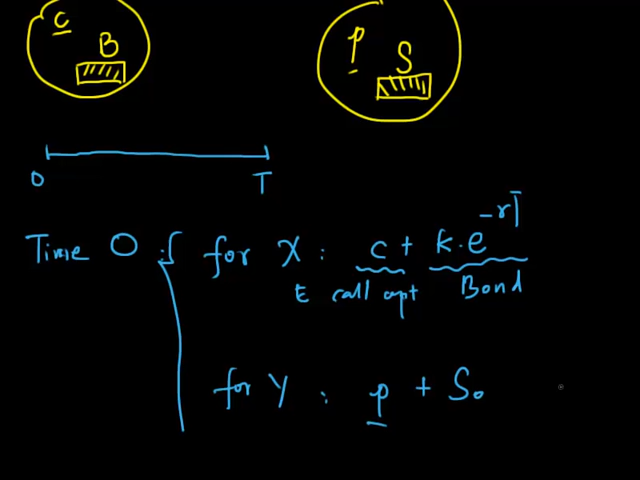 c B
p S
0 T
Time 0 : for X : c + k.e^-rT
E call opt Bond
for Y : p + S₀